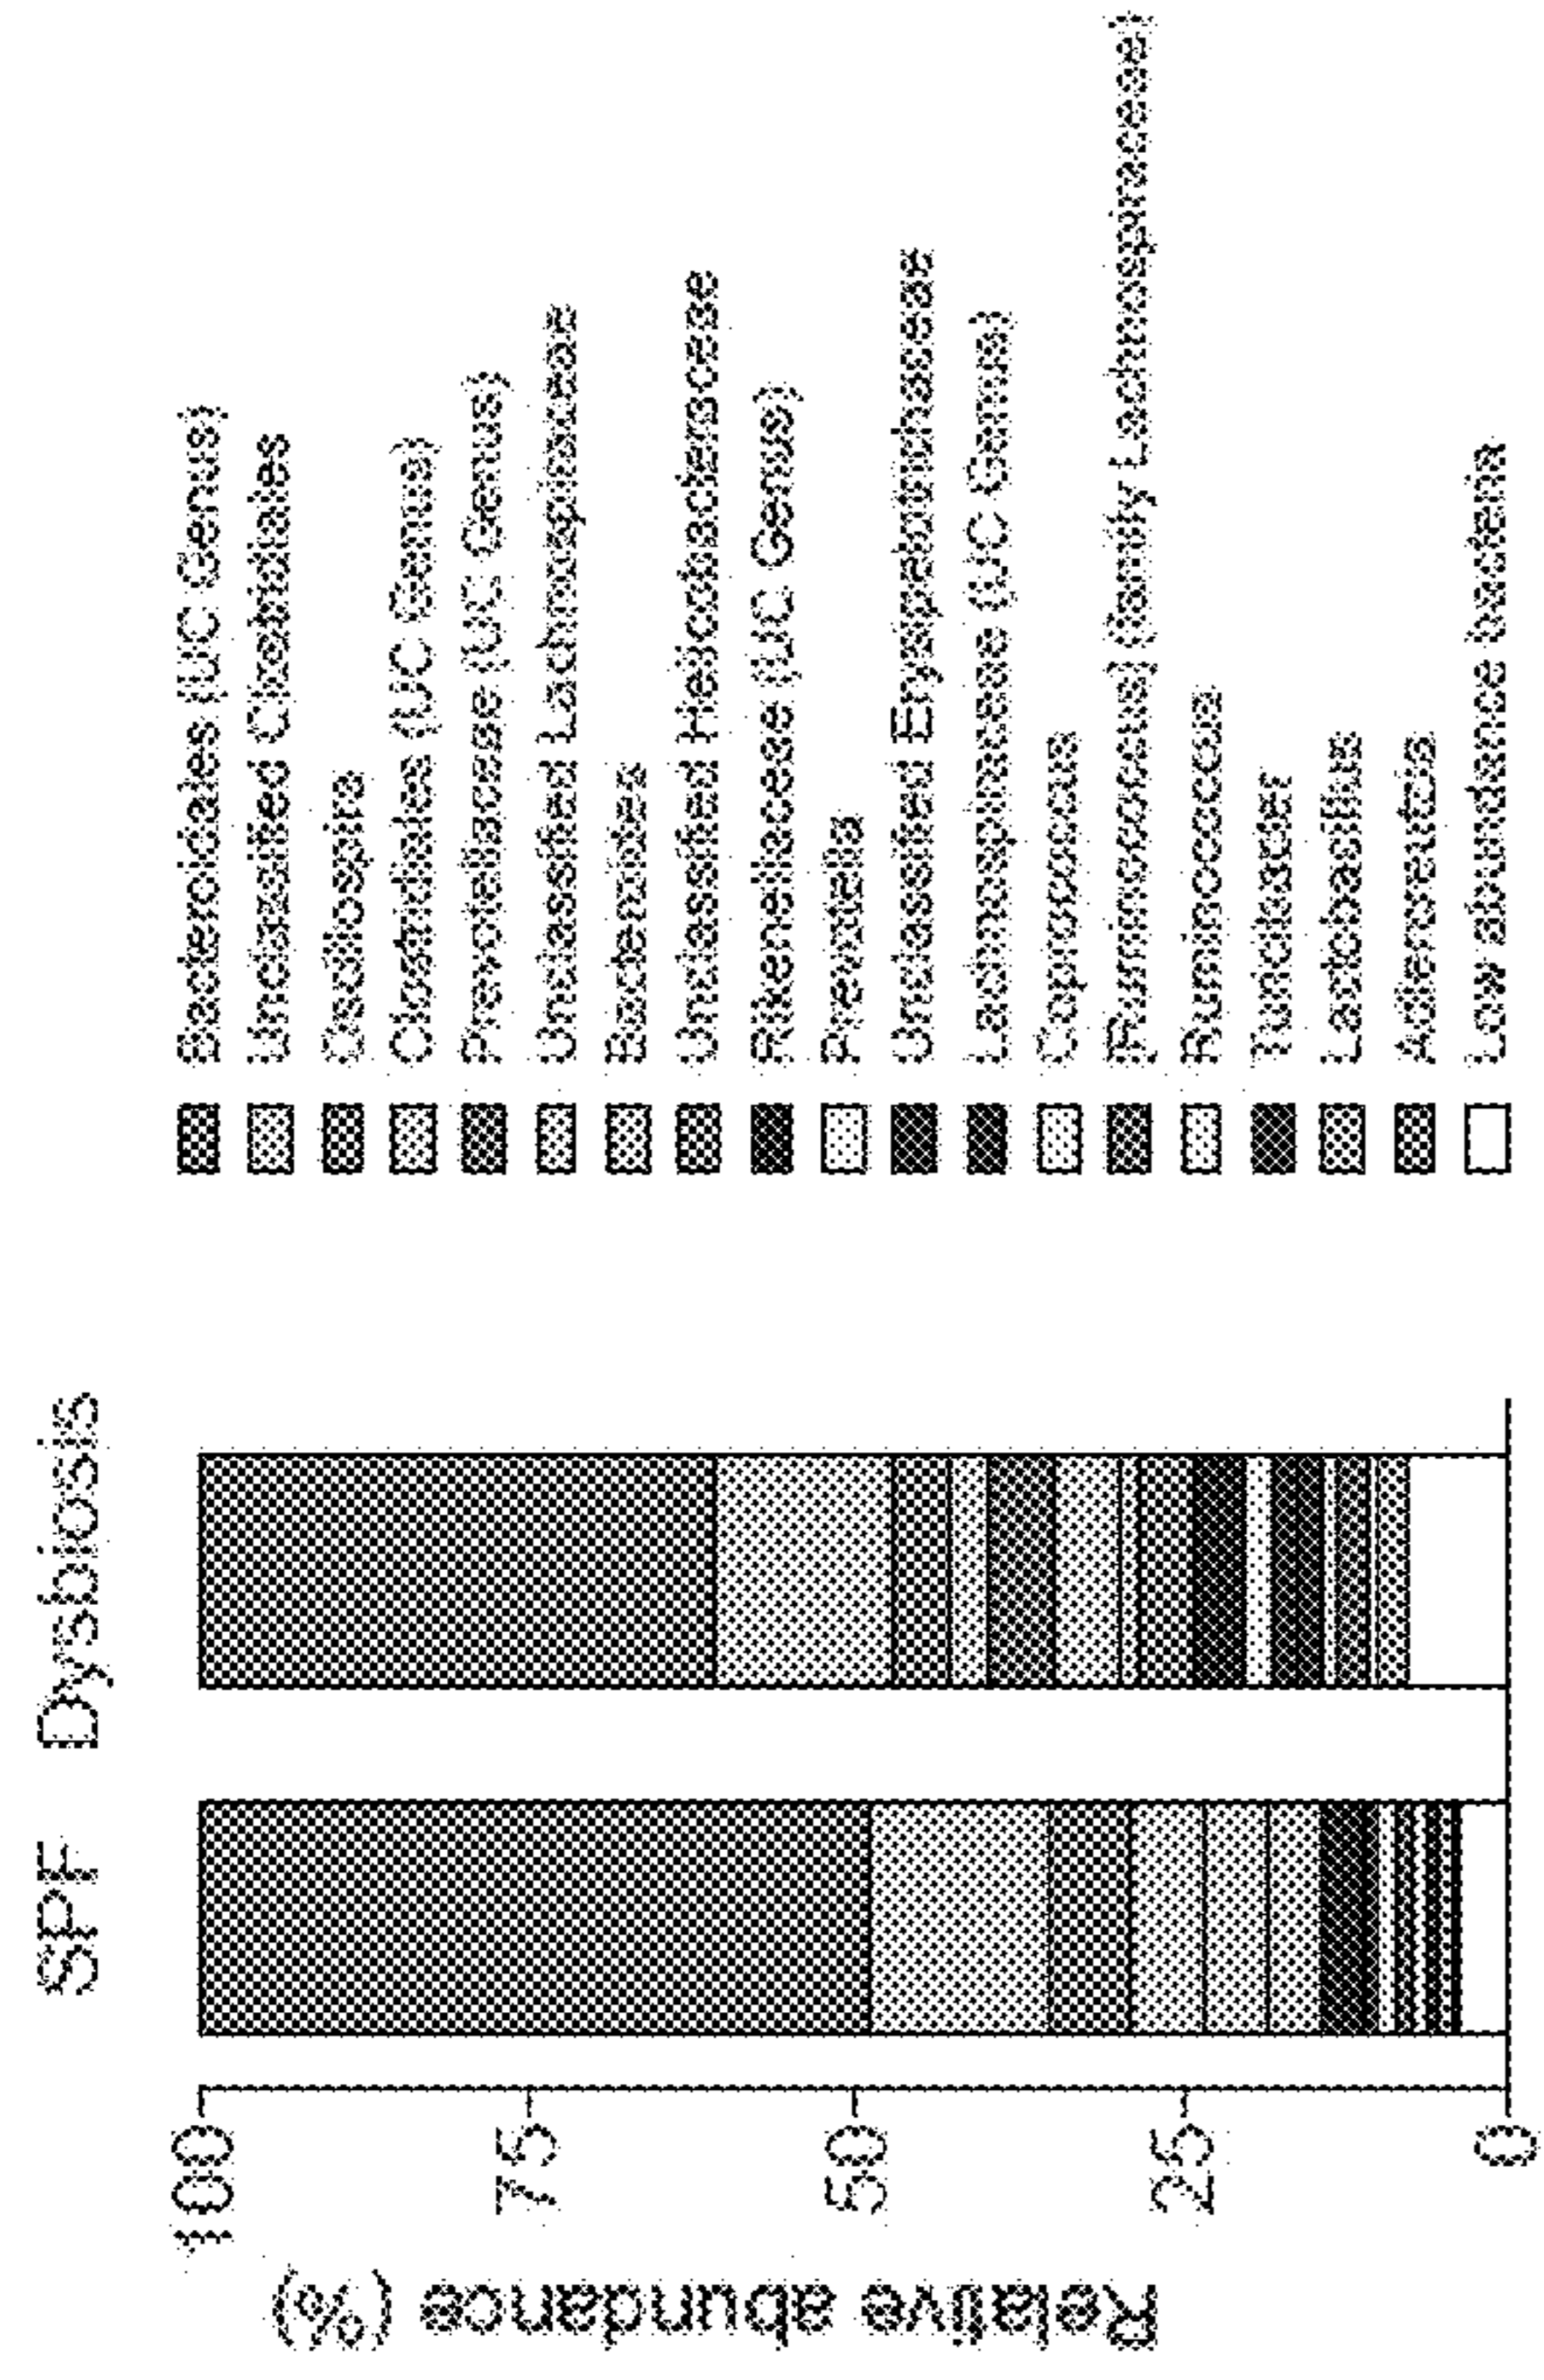 SPF
Dysbiosis
Relative abundance (%)
100
75
50
25
0
Bacteroidales (UC Genus)
Unclassified Clostridiales
Oscillospira
Clostridiales (UC Genus)
Prevotellaceae (UC Genus)
Unclassified Lachnospiraceae
Bacteroides
Unclassified Helicobacteraceae
Rikenellaceae (UC Genus)
Prevotella
Unclassified Erysipelotrichaceae
Lachnospiraceae (UC Genus)
Coprococcus
[Ruminococcus] (family Lachnospiraceae)
Ruminococcus
Turicibacter
Lactobacillus
Adlercreutzia
Low abundance bacteria